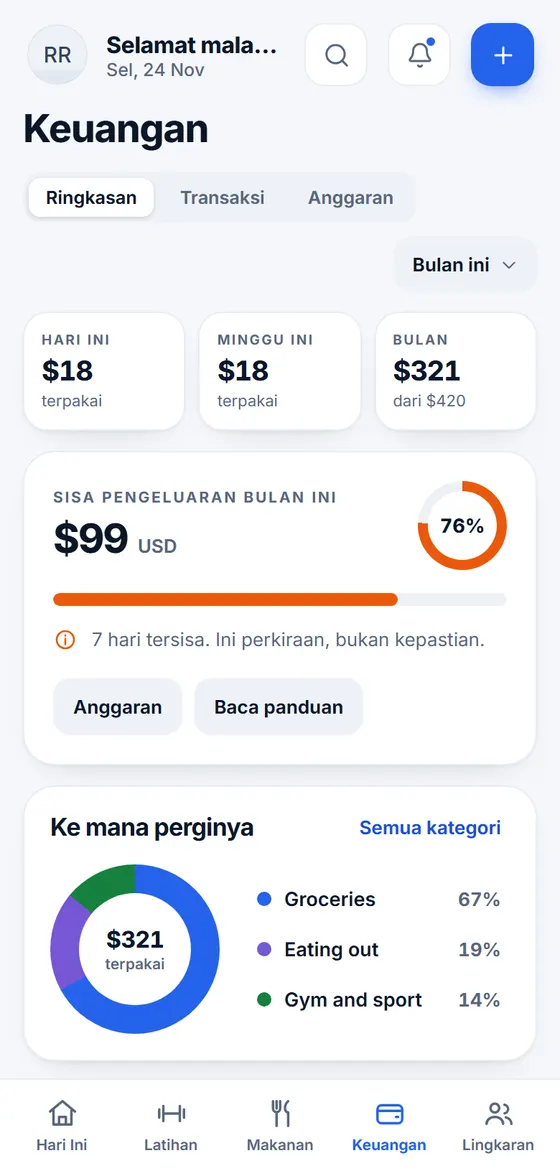 RR
Selamat mala...
Sel, 24 Nov
Keuangan
Ringkasan Transaksi Anggaran
Bulan ini
HARI INI
$18
terpakai
MINGGU INI
$18
terpakai
BULAN
$321
dari $420
SISA PENGELUARAN BULAN INI
$99 USD
76%
7 hari tersisa. Ini perkiraan, bukan kepastian.
Anggaran Baca panduan
Ke mana perginya Semua kategori
$321
terpakai
Groceries 67%
Eating out 19%
Gym and sport 14%
Hari Ini Latihan Makanan Keuangan Lingkaran